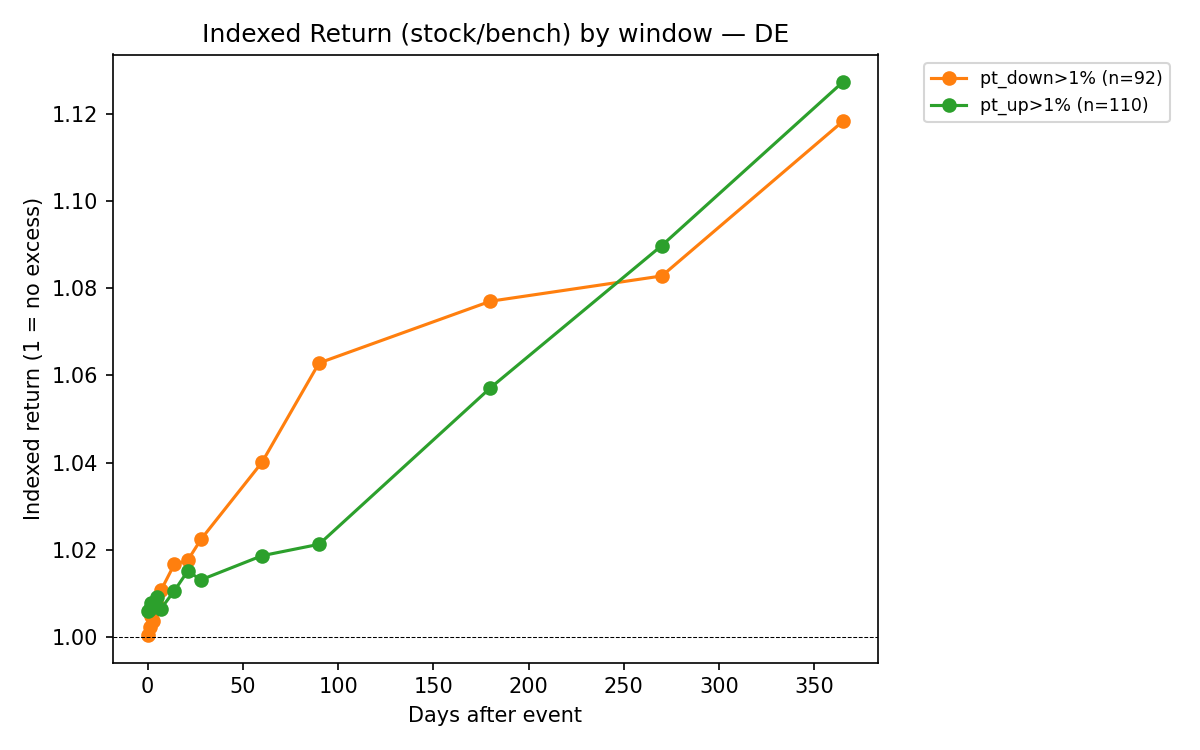 Indexed Return (stock/bench) by window — DE
pt_down>1% (n=92)
pt_up>1% (n=110)
Indexed return (1 = no excess)
1.12
1.10
1.08
1.06
1.04
1.02
1.00
0 50 100 150 200 250 300 350
Days after event